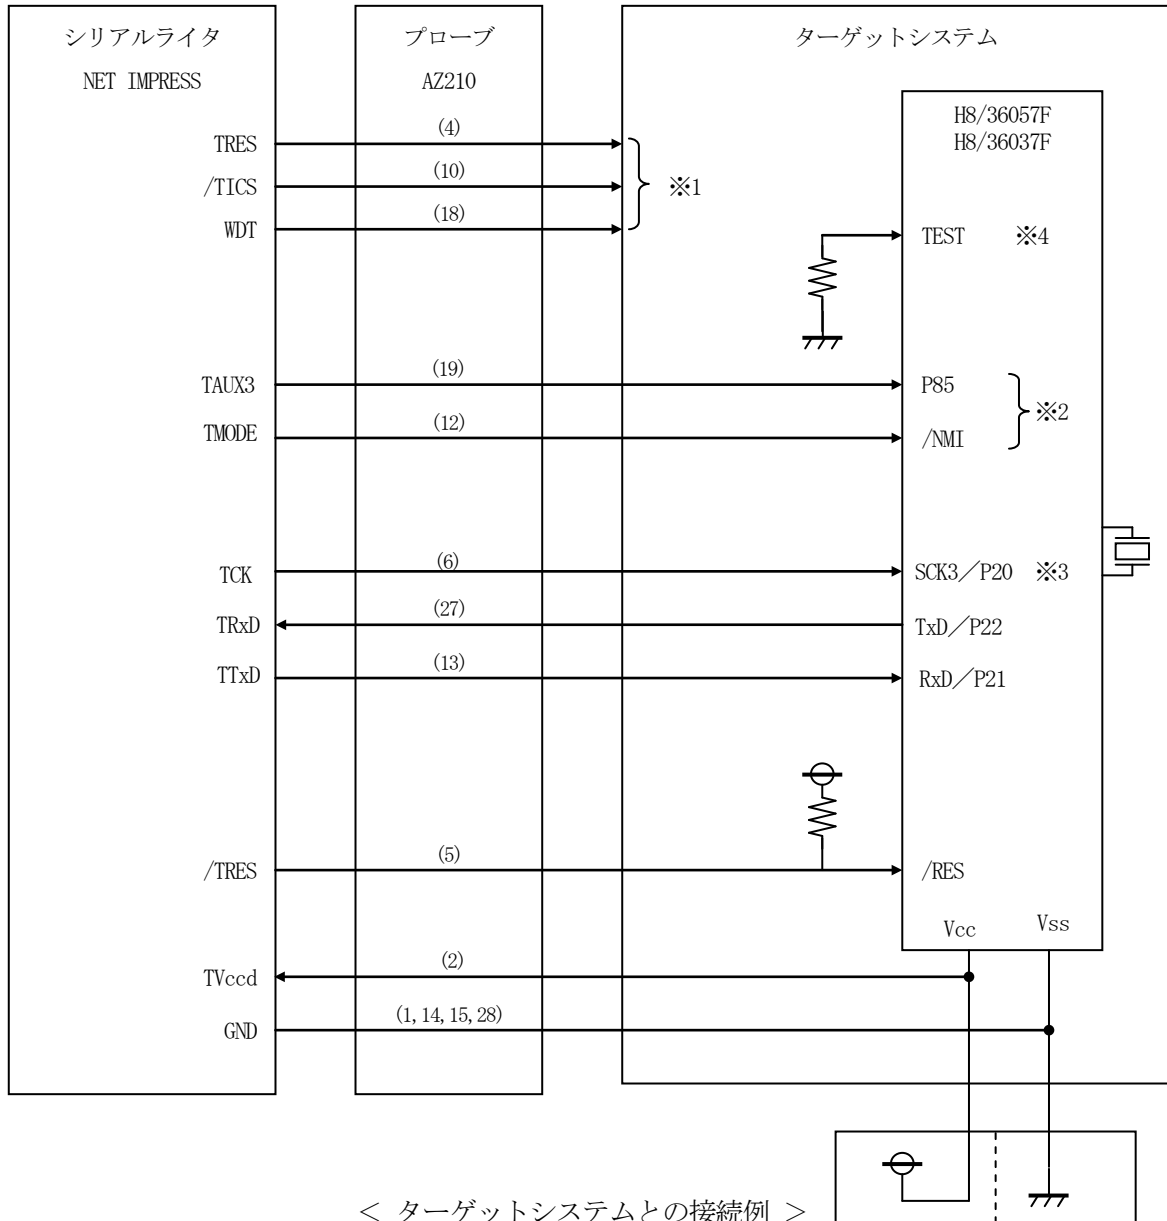 シリアルライタ
NET IMPRESS
プローブ
AZ210
ターゲットシステム
H8/36057F
H8/36037F
TRES (4)
/TICS (10) ※1
WDT (18)
TEST ※4
TAUX3 (19) P85
TMODE (12) /NMI ※2
TCK (6) SCK3／P20 ※3
TRxD (27) TxD／P22
TTxD (13) RxD／P21
/TRES (5) /RES
Vcc Vss
TVccd (2)
GND (1,14,15,28)
＜ ターゲットシステムとの接続例 ＞